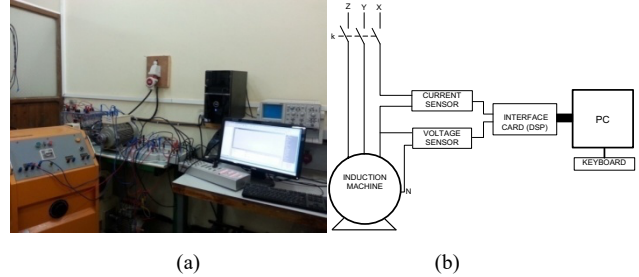 Z Y X
k
CURRENT
SENSOR
VOLTAGE
SENSOR
INTERFACE
CARD (DSP)
PC
KEYBOARD
INDUCTION
MACHINE
N
(a) (b)